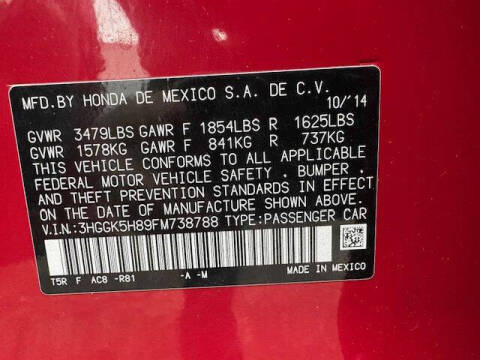 MFD.BY HONDA DE MEXICO S.A. DE C.V.
10/'14
GVWR 3479LBS GAWR F 1854LBS R 1625LBS
GVWR 1578KG GAWR F 841KG R 737KG
THIS VEHICLE CONFORMS TO ALL APPLICABLE
FEDERAL MOTOR VEHICLE SAFETY , BUMPER ,
AND THEFT PREVENTION STANDARDS IN EFFECT
ON THE DATE OF MANUFACTURE SHOWN ABOVE.
V.I.N:3HGGK5H89FM738788 TYPE:PASSENGER CAR
T5R F AC8 -R81 -A -M
MADE IN MEXICO